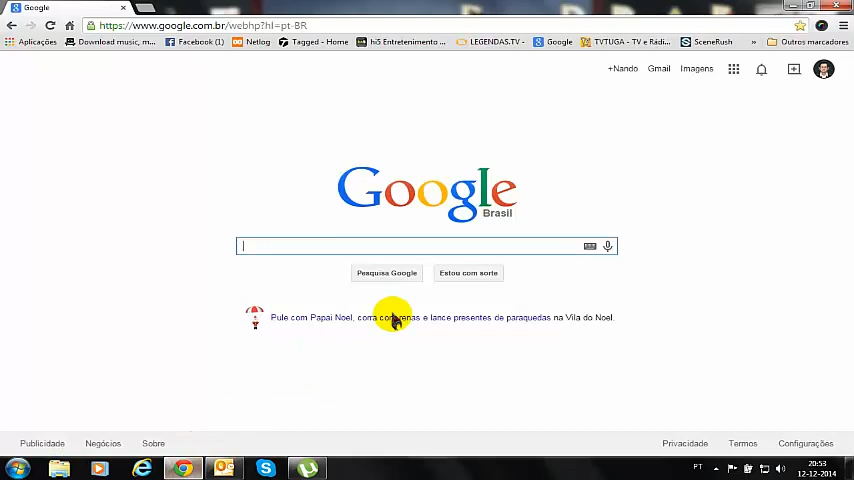 Google
https://www.google.com.br/webhp?hl=pt-BR
Aplicações Download music, m... Facebook (1) Netlog Tagged - Home hi5 Entretenimento ... LEGENDAS.TV - Google TVTUGA - TV e Rádi... SceneRush » Outros marcadores
+Nando Gmail Imagens
Google
Brasil
Pesquisa Google Estou com sorte
Pule com Papai Noel, corra com renas e lance presentes de paraquedas na Vila do Noel.
Publicidade Negócios Sobre Privacidade Termos Configurações
PT 20:53
12-12-2014